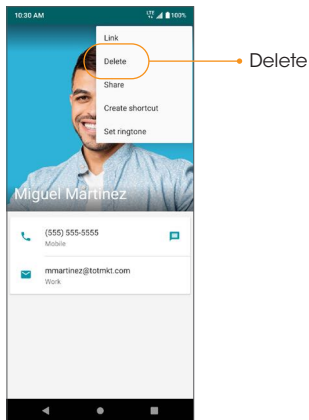 10:30 AM LTE 100%
Link
Delete
Delete
Share
Create shortcut
Set ringtone
Miguel Martinez
(555) 555-5555
Mobile
mmartinez@totmkt.com
Work